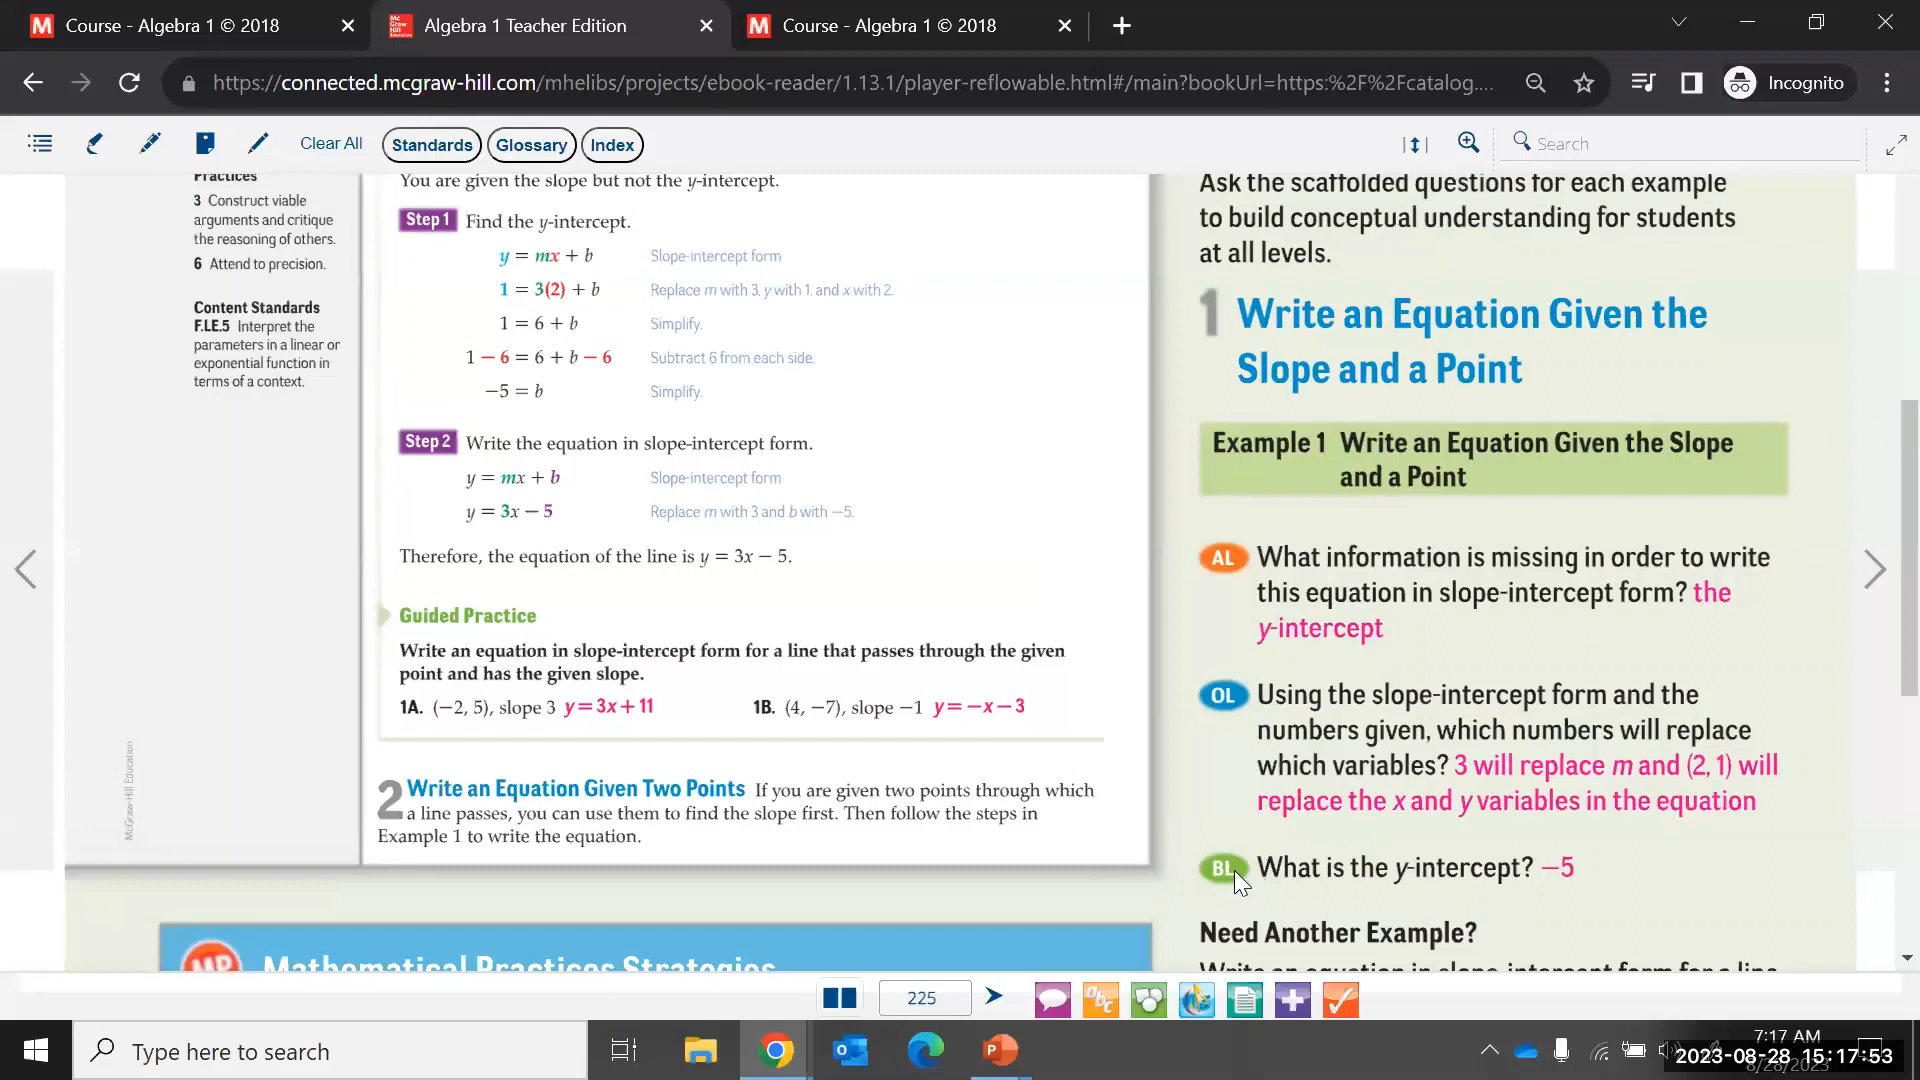 Course - Algebra 1 © 2018
Algebra 1 Teacher Edition
Course - Algebra 1 © 2018
https://connected.mcgraw-hill.com/mhelibs/projects/ebook-reader/1.13.1/player-reflowable.html#/main?bookUrl=https:%2F%2Fcatalog....
Incognito
Clear All
Standards
Glossary
Index
Search
Practices
3 Construct viable
arguments and critique
the reasoning of others.
6 Attend to precision.
Content Standards
F.LE.5 Interpret the
parameters in a linear or
exponential function in
terms of a context.
McGraw-Hill Education
You are given the slope but not the y-intercept.
Step 1 Find the y-intercept.
y = mx + b Slope-intercept form
1 = 3(2) + b Replace m with 3, y with 1, and x with 2.
1 = 6 + b Simplify.
1 − 6 = 6 + b − 6 Subtract 6 from each side.
−5 = b Simplify.
Step 2 Write the equation in slope-intercept form.
y = mx + b Slope-intercept form
y = 3x − 5 Replace m with 3 and b with −5.
Therefore, the equation of the line is y = 3x − 5.
Guided Practice
Write an equation in slope-intercept form for a line that passes through the given
point and has the given slope.
1A. (−2, 5), slope 3 y = 3x + 11 1B. (4, −7), slope −1 y = −x − 3
2 Write an Equation Given Two Points If you are given two points through which
a line passes, you can use them to find the slope first. Then follow the steps in
Example 1 to write the equation.
MP Mathematical Practices Strategies
Ask the scaffolded questions for each example
to build conceptual understanding for students
at all levels.
1 Write an Equation Given the
Slope and a Point
Example 1 Write an Equation Given the Slope
and a Point
AL What information is missing in order to write
this equation in slope-intercept form? the
y-intercept
OL Using the slope-intercept form and the
numbers given, which numbers will replace
which variables? 3 will replace m and (2, 1) will
replace the x and y variables in the equation
BL What is the y-intercept? −5
Need Another Example?
Write an equation in slope-intercept form for a line
225
abc
Type here to search
7:17 AM
2023-08-28 15:17:53
8/28/2023